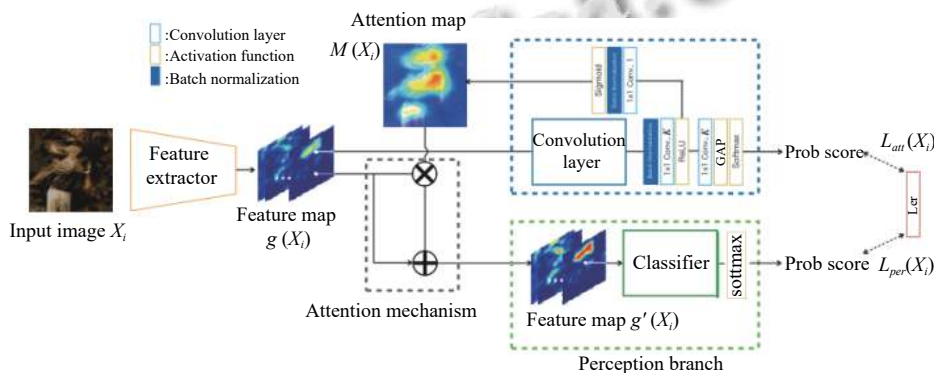 :Convolution layer
:Activation function
:Batch normalization
Attention map
M (Xi)
Sigmoid
Batch Normalization
1x1 Conv, 1
Input image Xi
Feature
extractor
Feature map
g (Xi)
Attention mechanism
Convolution
layer
Batch Normalization
1x1 Conv, K
ReLU
1x1 Conv, K
GAP
Softmax
Prob score
Latt(Xi)
Ler
Feature map g′ (Xi)
Classifier
sottmax
Prob score
Lper(Xi)
Perception branch